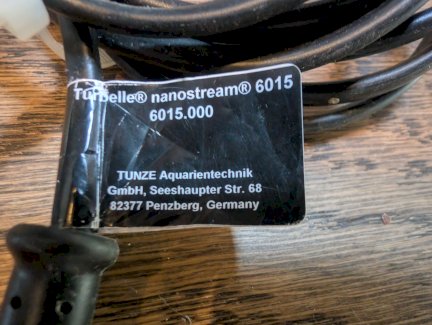 Turbelle® nanostream® 6015
6015.000
TUNZE Aquarientechnik
GmbH, Seeshaupter Str. 68
82377 Penzberg, Germany